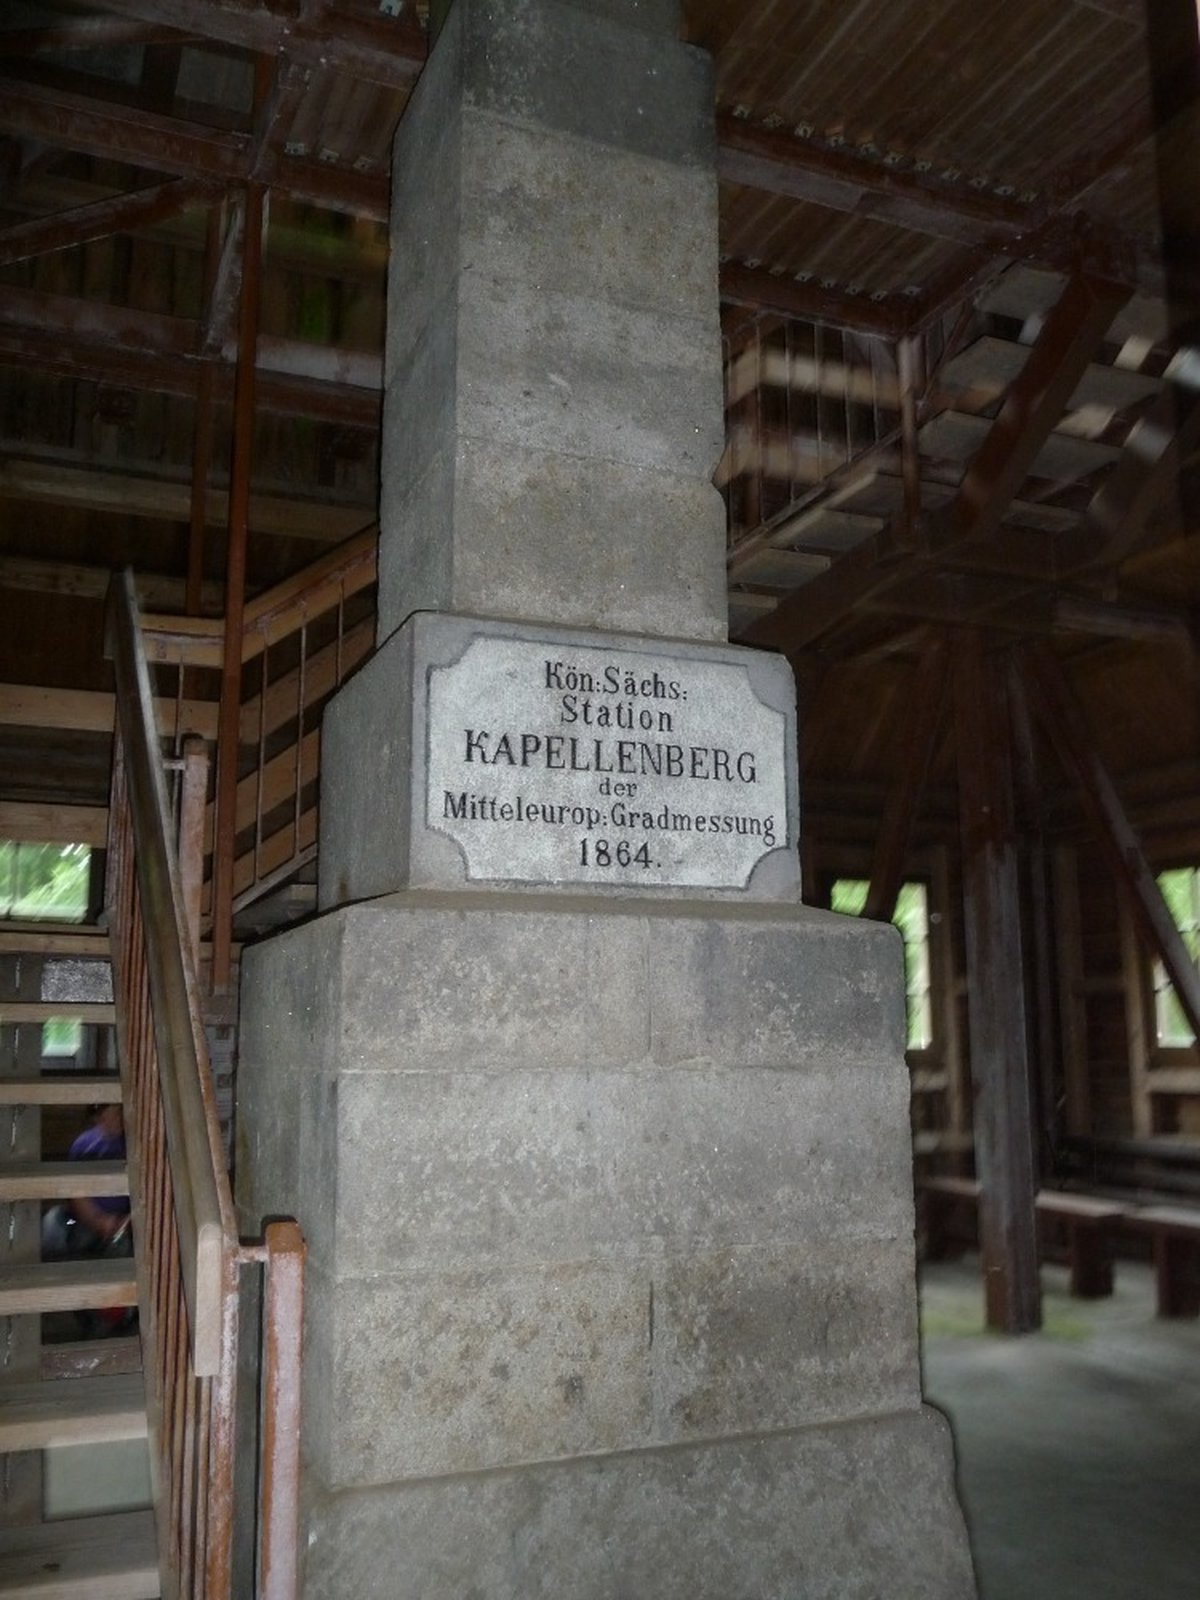 Kön:Sächs:
Station
KAPELLENBERG
der
Mitteleurop:Gradmessung
1864.